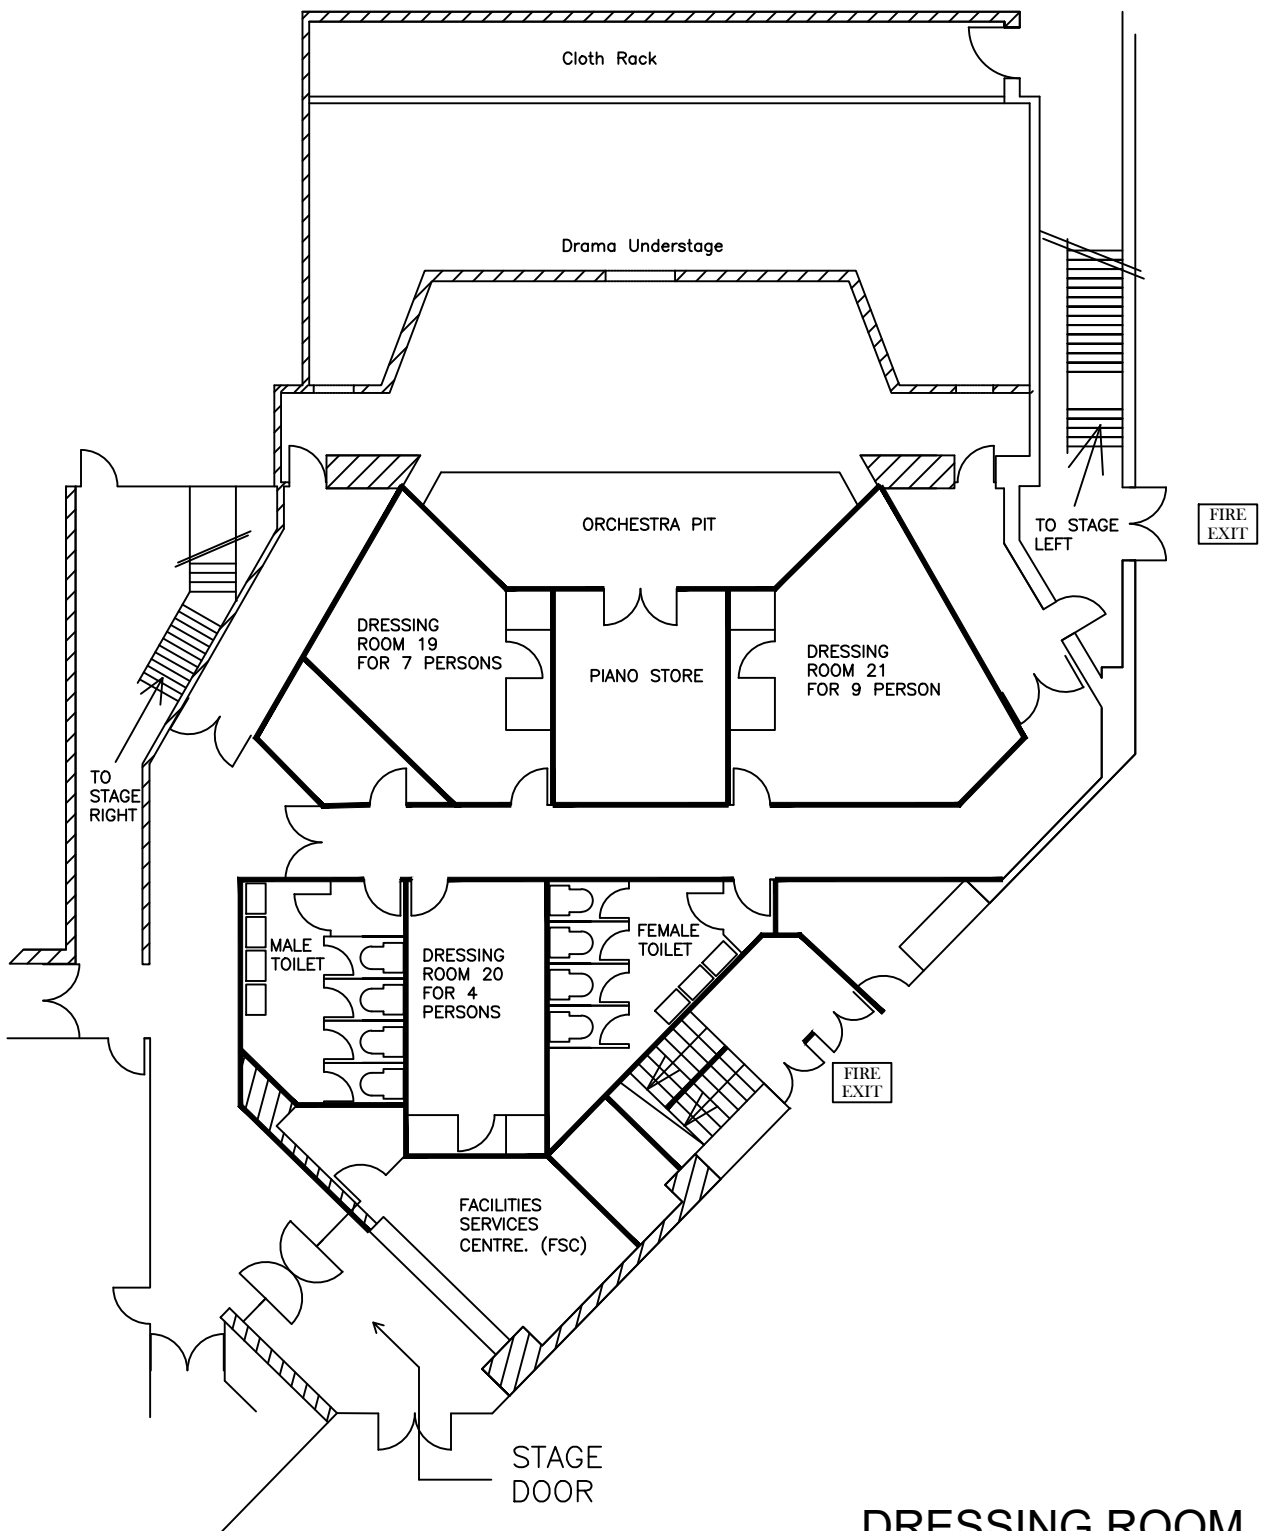 Cloth Rack
Drama Understage
ORCHESTRA PIT
TO STAGE
LEFT
FIRE
EXIT
DRESSING
ROOM 19
FOR 7 PERSONS
PIANO STORE
DRESSING
ROOM 21
FOR 9 PERSON
TO
STAGE
RIGHT
MALE
TOILET
DRESSING
ROOM 20
FOR 4
PERSONS
FEMALE
TOILET
FIRE
EXIT
FACILITIES
SERVICES
CENTRE. (FSC)
STAGE
DOOR
DRESSING ROOM